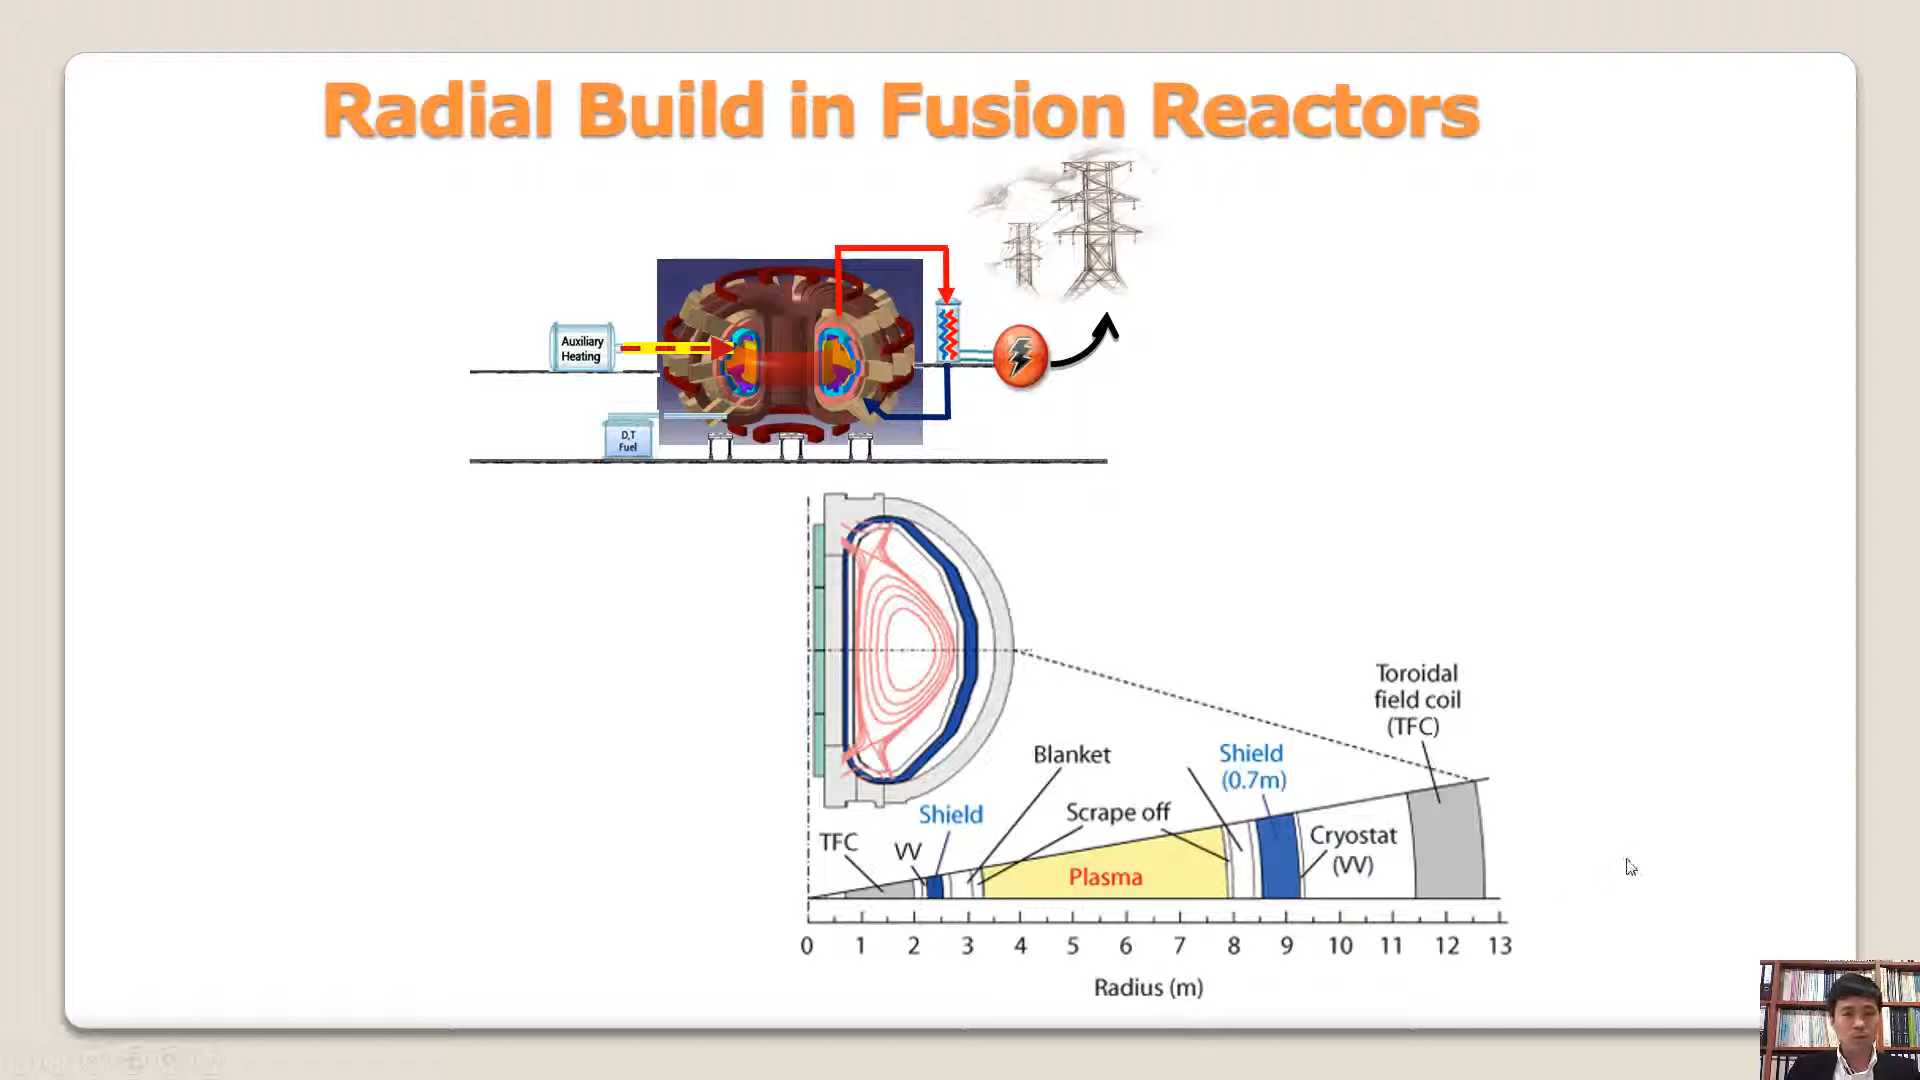 Radial Build in Fusion Reactors
Auxiliary
Heating
D,T
Fuel
Toroidal
field coil
(TFC)
Blanket
Shield
(0.7m)
Shield
Scrape off
TFC
VV
Cryostat
(VV)
Plasma
0 1 2 3 4 5 6 7 8 9 10 11 12 13
Radius (m)